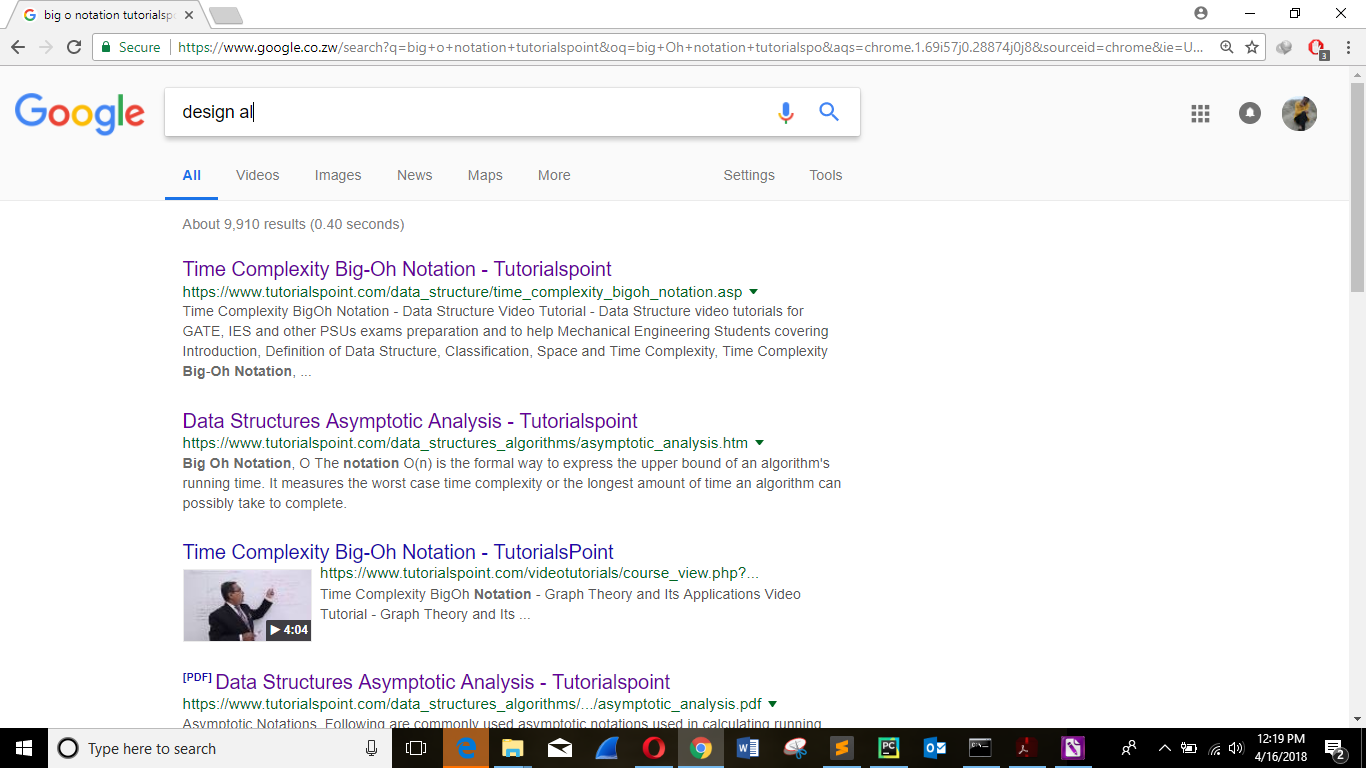 big o notation tutorialsp
Secure
https://www.google.co.zw/search?q=big+o+notation+tutorialspoint&oq=big+Oh+notation+tutorialspo&aqs=chrome.1.69i57j0.28874j0j8&sourceid=chrome&ie=U...
3
Google
design al
All Videos Images News Maps More Settings Tools
About 9,910 results (0.40 seconds)
Time Complexity Big-Oh Notation - Tutorialspoint
https://www.tutorialspoint.com/data_structure/time_complexity_bigoh_notation.asp
Time Complexity BigOh Notation - Data Structure Video Tutorial - Data Structure video tutorials for
GATE, IES and other PSUs exams preparation and to help Mechanical Engineering Students covering
Introduction, Definition of Data Structure, Classification, Space and Time Complexity, Time Complexity
Big-Oh Notation, ...
Data Structures Asymptotic Analysis - Tutorialspoint
https://www.tutorialspoint.com/data_structures_algorithms/asymptotic_analysis.htm
Big Oh Notation, O The notation O(n) is the formal way to express the upper bound of an algorithm's
running time. It measures the worst case time complexity or the longest amount of time an algorithm can
possibly take to complete.
Time Complexity Big-Oh Notation - TutorialsPoint
https://www.tutorialspoint.com/videotutorials/course_view.php?...
Time Complexity BigOh Notation - Graph Theory and Its Applications Video
Tutorial - Graph Theory and Its ...
4:04
[PDF] Data Structures Asymptotic Analysis - Tutorialspoint
https://www.tutorialspoint.com/data_structures_algorithms/.../asymptotic_analysis.pdf
Asymptotic Notations. Following are commonly used asymptotic notations used in calculating running
Type here to search
12:19 PM
4/16/2018
2